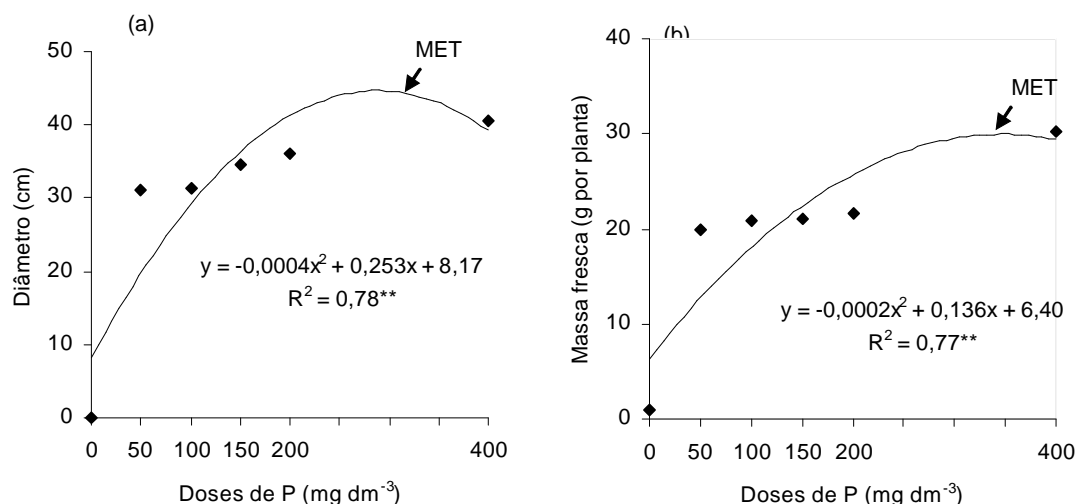 (a)
MET
50
40
30
20
10
0
Diâmetro (cm)
y = -0,0004x² + 0,253x + 8,17
R² = 0,78**
0 50 100 150 200 400
Doses de P (mg dm⁻³)
(b)
MET
40
30
20
10
0
Massa fresca (g por planta)
y = -0,0002x² + 0,136x + 6,40
R² = 0,77**
0 50 100 150 200 400
Doses de P (mg dm⁻³)